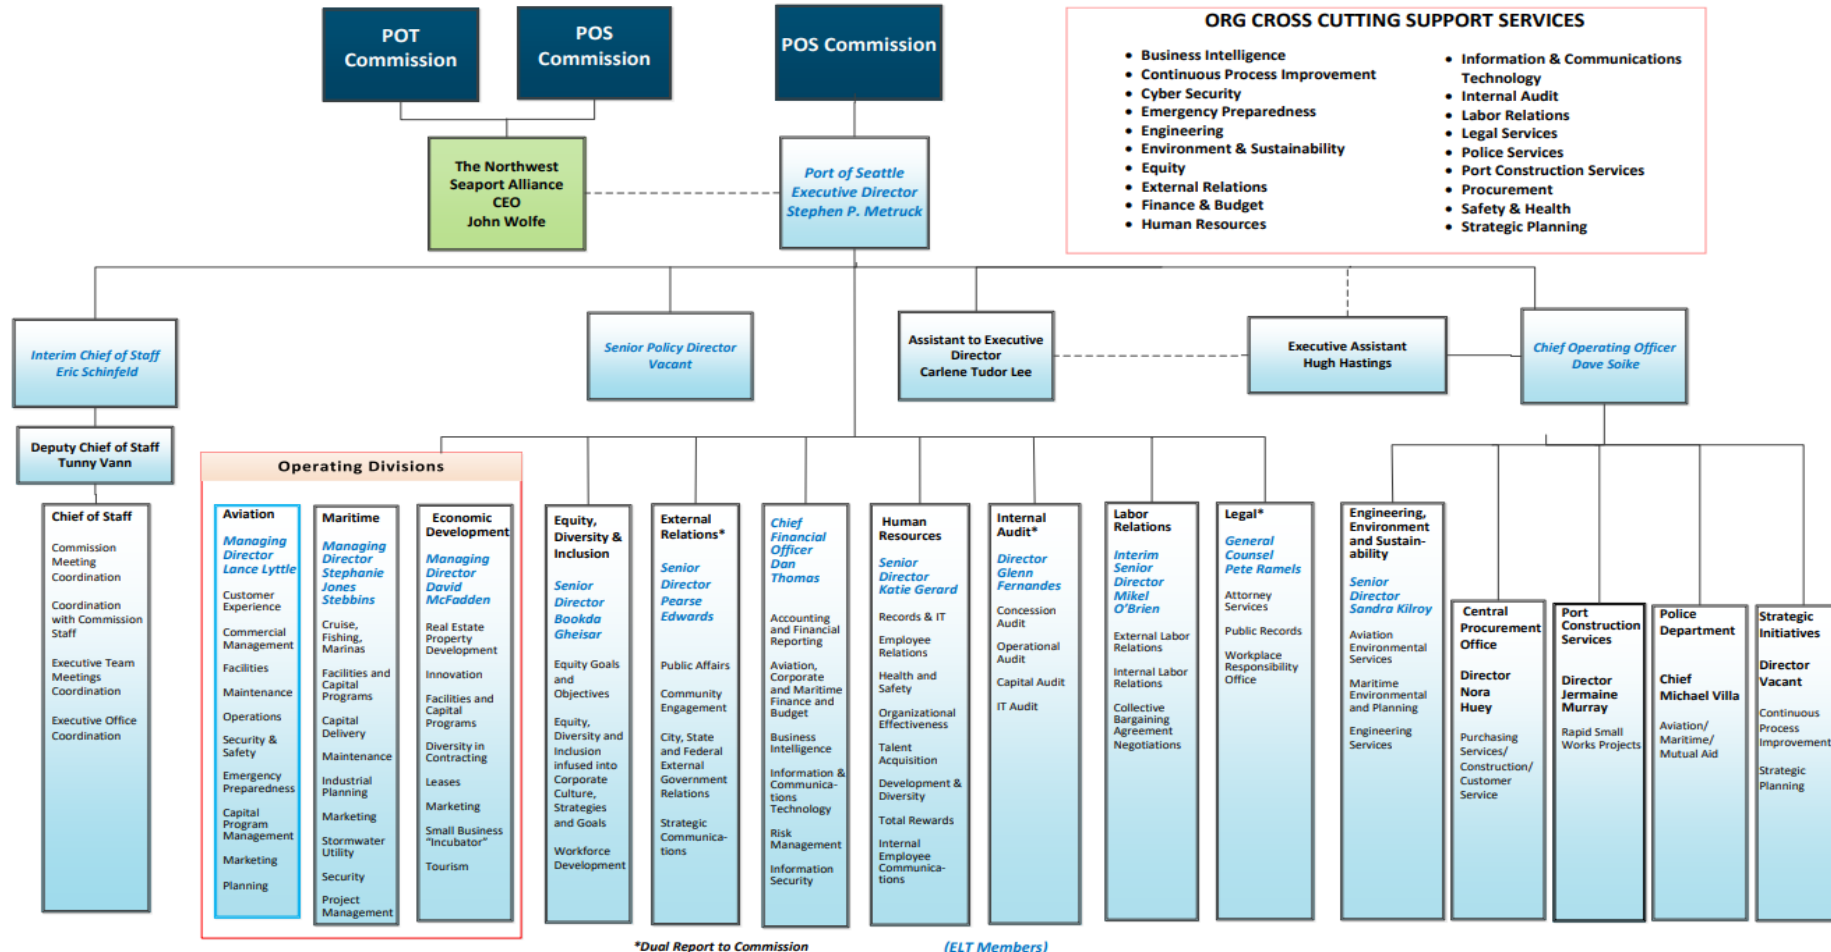 POT
Commission
POS
Commission
POS Commission
ORG CROSS CUTTING SUPPORT SERVICES
• Business Intelligence
• Continuous Process Improvement
• Cyber Security
• Emergency Preparedness
• Engineering
• Environment & Sustainability
• Equity
• External Relations
• Finance & Budget
• Human Resources
• Information & Communications
Technology
• Internal Audit
• Labor Relations
• Legal Services
• Police Services
• Port Construction Services
• Procurement
• Safety & Health
• Strategic Planning
The Northwest
Seaport Alliance
CEO
John Wolfe
Port of Seattle
Executive Director
Stephen P. Metruck
Interim Chief of Staff
Eric Schinfeld
Senior Policy Director
Vacant
Assistant to Executive
Director
Carlene Tudor Lee
Executive Assistant
Hugh Hastings
Chief Operating Officer
Dave Soike
Deputy Chief of Staff
Tunny Vann
Chief of Staff
Commission
Meeting
Coordination
Coordination
with Commission
Staff
Executive Team
Meetings
Coordination
Executive Office
Coordination
Operating Divisions
Aviation
Managing
Director
Lance Lyttle
Customer
Experience
Commercial
Management
Facilities
Maintenance
Operations
Security &
Safety
Emergency
Preparedness
Capital
Program
Management
Marketing
Planning
Maritime
Managing
Director
Stephanie
Jones
Stebbins
Cruise,
Fishing,
Marinas
Facilities and
Capital
Programs
Capital
Delivery
Maintenance
Industrial
Planning
Marketing
Stormwater
Utility
Security
Project
Management
Economic
Development
Managing
Director
David
McFadden
Real Estate
Property
Development
Innovation
Facilities and
Capital
Programs
Diversity in
Contracting
Leases
Marketing
Small Business
“Incubator”
Tourism
Equity,
Diversity &
Inclusion
Senior
Director
Bookda
Gheisar
Equity Goals
and
Objectives
Equity,
Diversity and
Inclusion
infused into
Corporate
Culture,
Strategies
and Goals
Workforce
Development
External
Relations*
Senior
Director
Pearse
Edwards
Public Affairs
Community
Engagement
City, State
and Federal
External
Government
Relations
Strategic
Communica-
tions
Chief
Financial
Officer
Dan
Thomas
Accounting
and Financial
Reporting
Aviation,
Corporate
and Maritime
Finance and
Budget
Business
Intelligence
Information &
Communica-
tions
Technology
Risk
Management
Information
Security
Human
Resources
Senior
Director
Katie Gerard
Records & IT
Employee
Relations
Health and
Safety
Organizational
Effectiveness
Talent
Acquisition
Development &
Diversity
Total Rewards
Internal
Employee
Communica-
tions
Internal
Audit*
Director
Glenn
Fernandes
Concession
Audit
Operational
Audit
Capital Audit
IT Audit
Labor
Relations
Interim
Senior
Director
Mikel
O’Brien
External Labor
Relations
Internal Labor
Relations
Collective
Bargaining
Agreement
Negotiations
Legal*
General
Counsel
Pete Ramels
Attorney
Services
Public Records
Workplace
Responsibility
Office
Engineering,
Environment
and Sustain-
ability
Senior
Director
Sandra Kilroy
Aviation
Environmental
Services
Maritime
Environmental
and Planning
Engineering
Services
Central
Procurement
Office
Director
Nora
Huey
Purchasing
Services/
Construction/
Customer
Service
Port
Construction
Services
Director
Jermaine
Murray
Rapid Small
Works Projects
Police
Department
Chief
Michael Villa
Aviation/
Maritime/
Mutual Aid
Strategic
Initiatives
Director
Vacant
Continuous
Process
Improvement
Strategic
Planning
*Dual Report to Commission
(ELT Members)